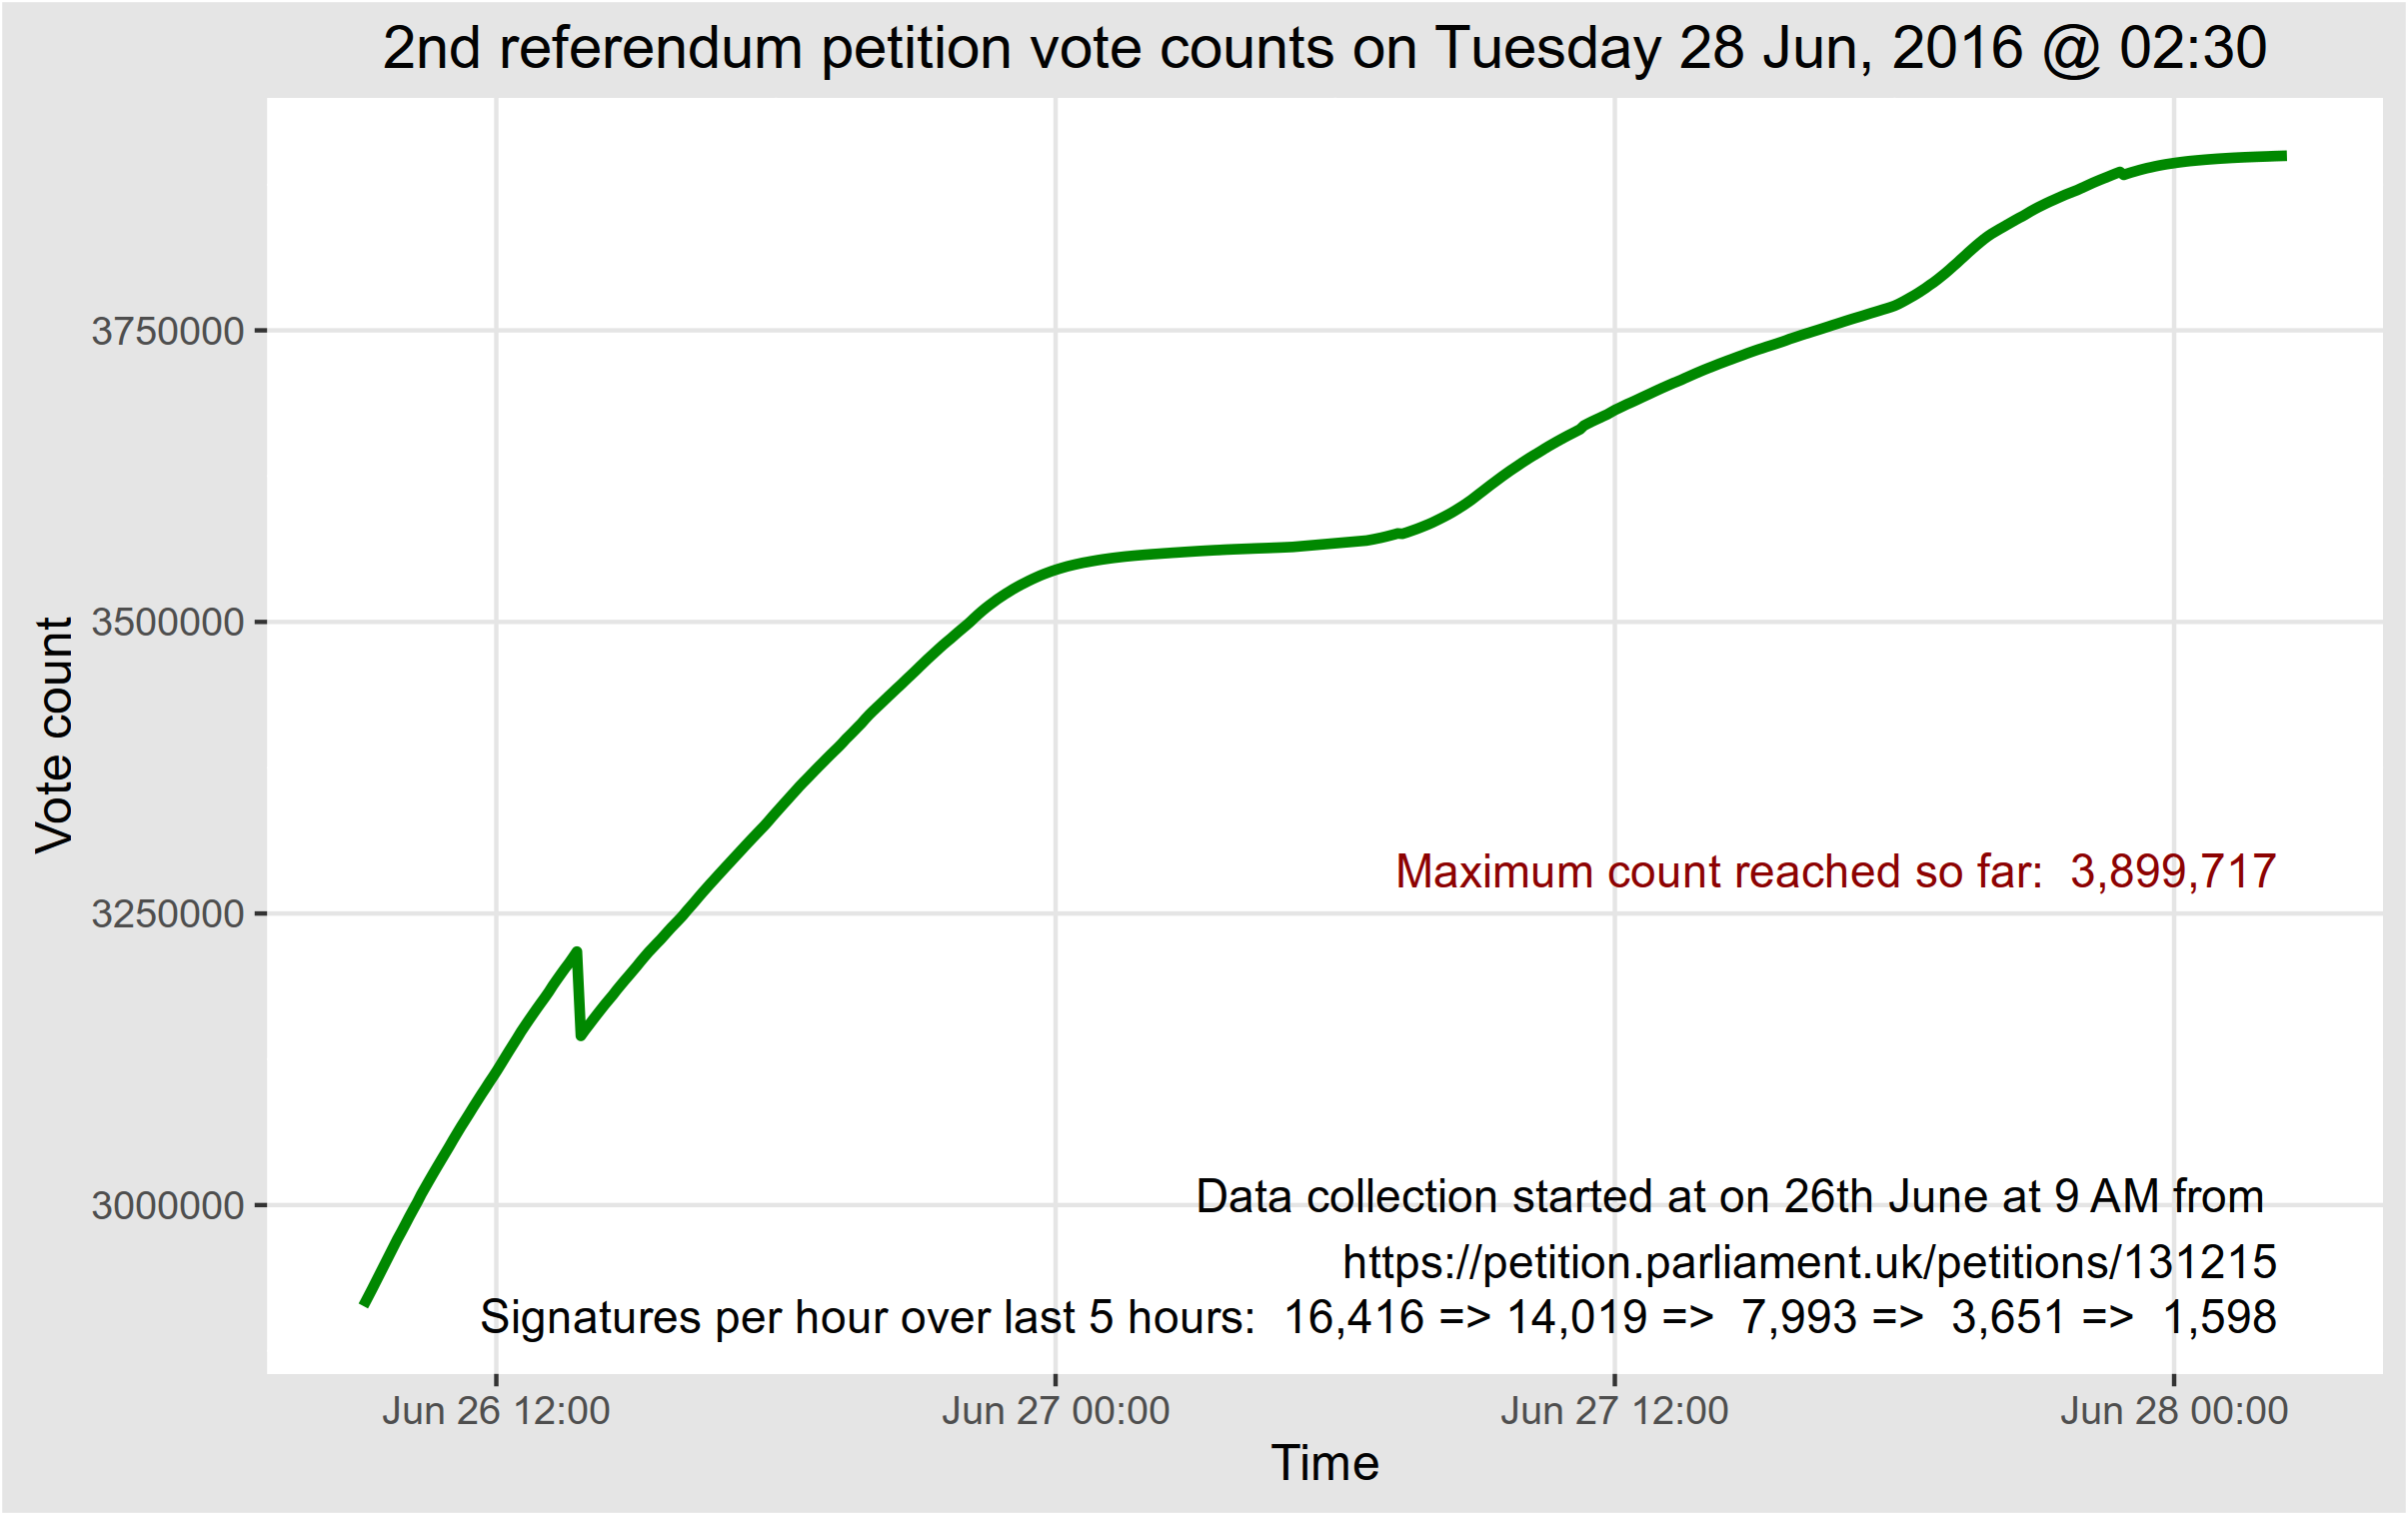 2nd referendum petition vote counts on Tuesday 28 Jun, 2016 @ 02:30
Vote count
3750000
3500000
3250000
3000000
Maximum count reached so far:  3,899,717
Data collection started at on 26th June at 9 AM from
https://petition.parliament.uk/petitions/131215
Signatures per hour over last 5 hours:  16,416 => 14,019 =>  7,993 =>  3,651 =>  1,598
Jun 26 12:00
Jun 27 00:00
Jun 27 12:00
Jun 28 00:00
Time